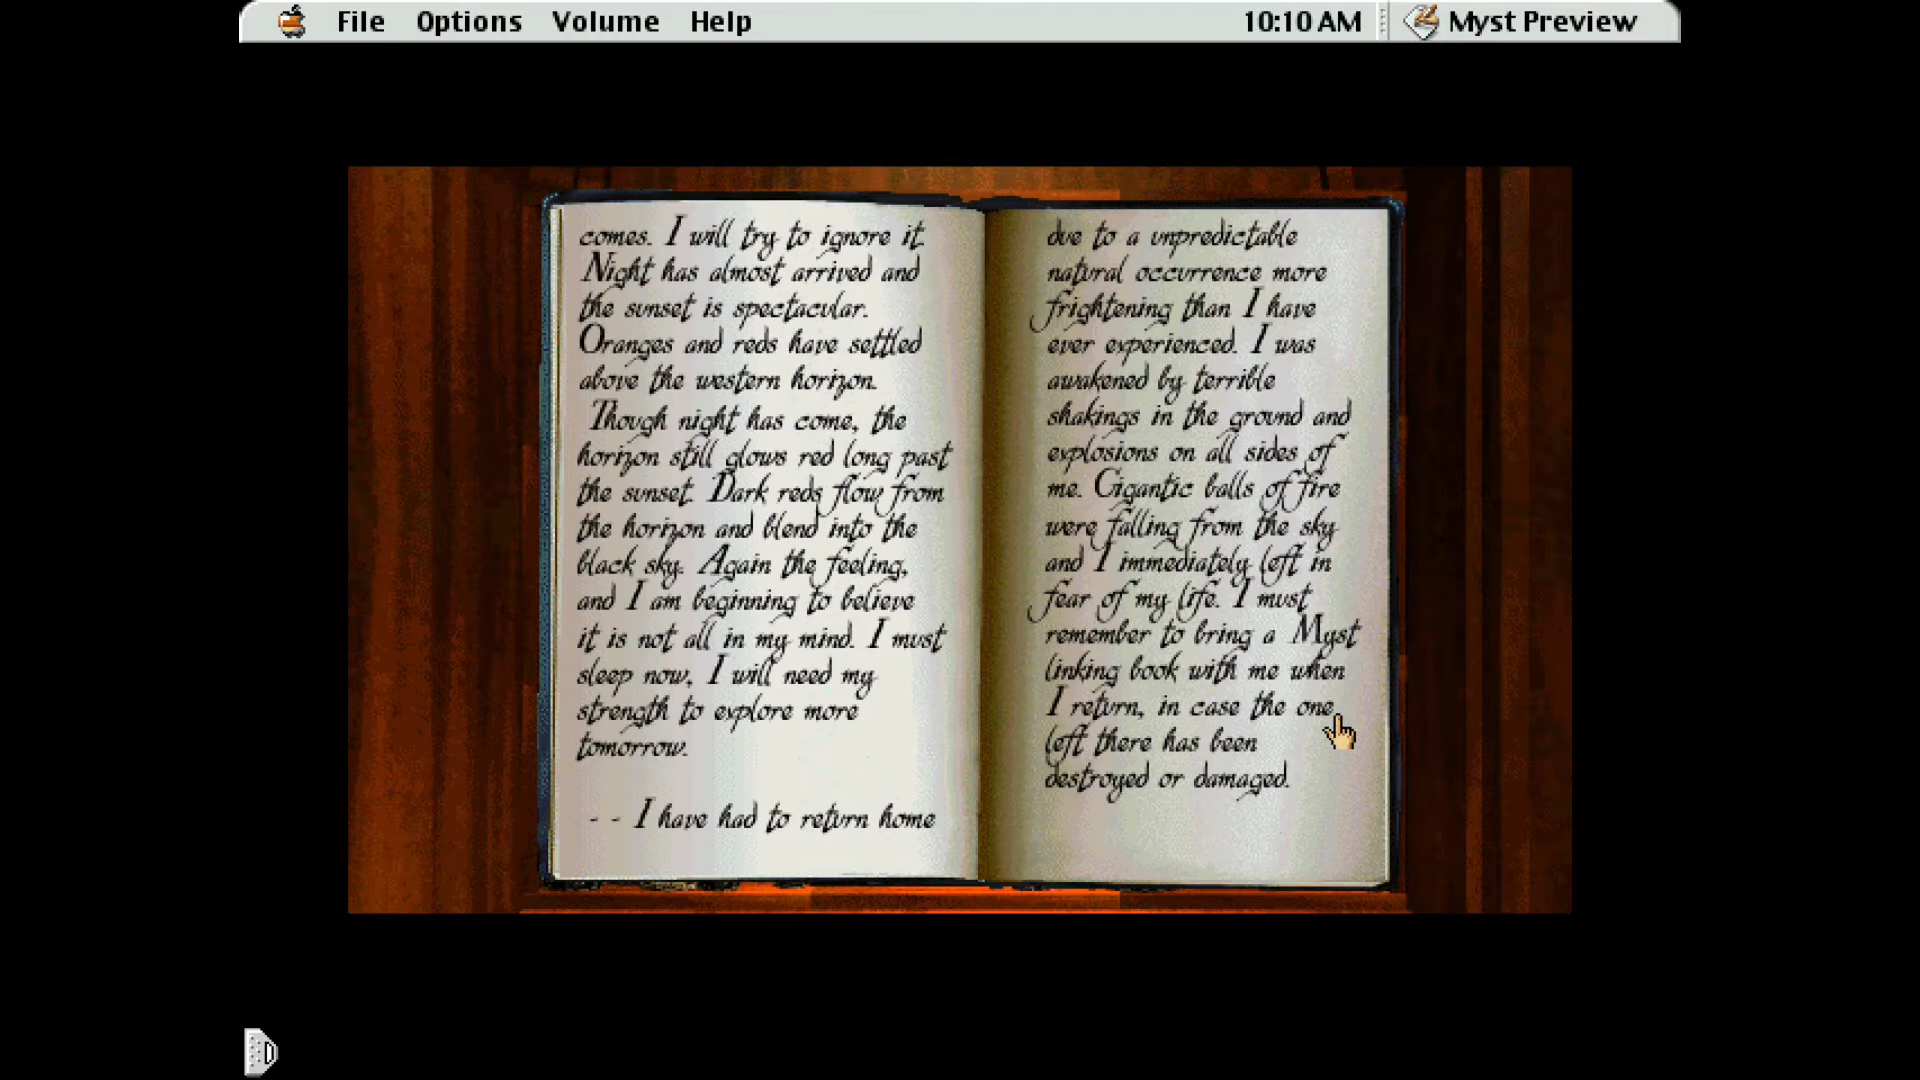 File Options Volume Help 10:10 AM Myst Preview
comes. I will try to ignore it.
Night has almost arrived and
the sunset is spectacular.
Oranges and reds have settled
above the western horizon.
Though night has come, the
horizon still glows red long past
the sunset. Dark reds flow from
the horizon and blend into the
black sky. Again the feeling,
and I am beginning to believe
it is not all in my mind. I must
sleep now, I will need my
strength to explore more
tomorrow.
-- I have had to return home
due to a unpredictable
natural occurrence more
frightening than I have
ever experienced. I was
awakened by terrible
shakings in the ground and
explosions on all sides of
me. Gigantic balls of fire
were falling from the sky
and I immediately left in
fear of my life. I must
remember to bring a Myst
linking book with me when
I return, in case the one
left there has been
destroyed or damaged.